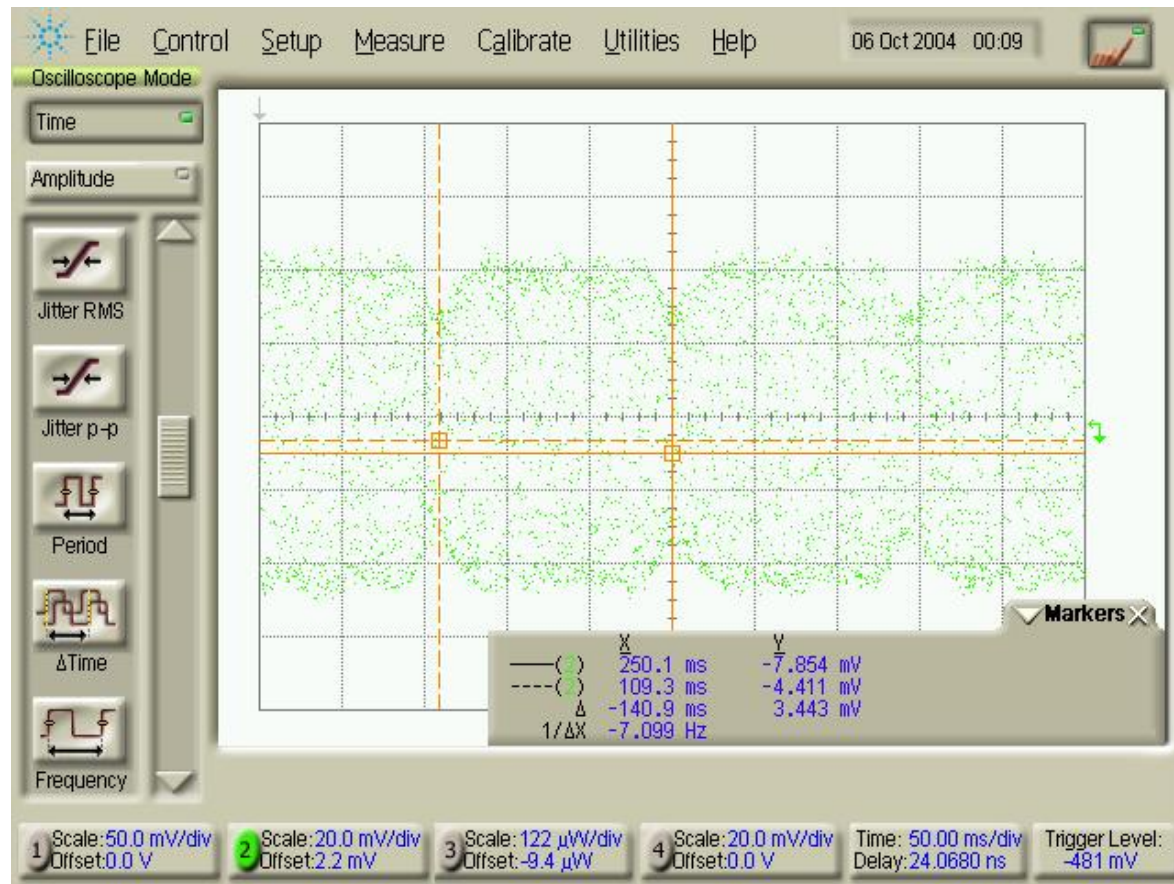 File Control Setup Measure Calibrate Utilities Help 06 Oct 2004 00:09
Oscilloscope Mode
Time
Amplitude
Jitter RMS
Jitter p-p
Period
ΔTime
Frequency
Markers
X Y
(2) 250.1 ms -7.854 mV
(2) 109.3 ms -4.411 mV
Δ -140.9 ms 3.443 mV
1/ΔX -7.099 Hz
1 Scale:50.0 mV/div
Offset:0.0 V
2 Scale:20.0 mV/div
Offset:2.2 mV
3 Scale:122 µW/div
Offset:-9.4 µW
4 Scale:20.0 mV/div
Offset:0.0 V
Time: 50.00 ms/div
Delay:24.0680 ns
Trigger Level:
-481 mV